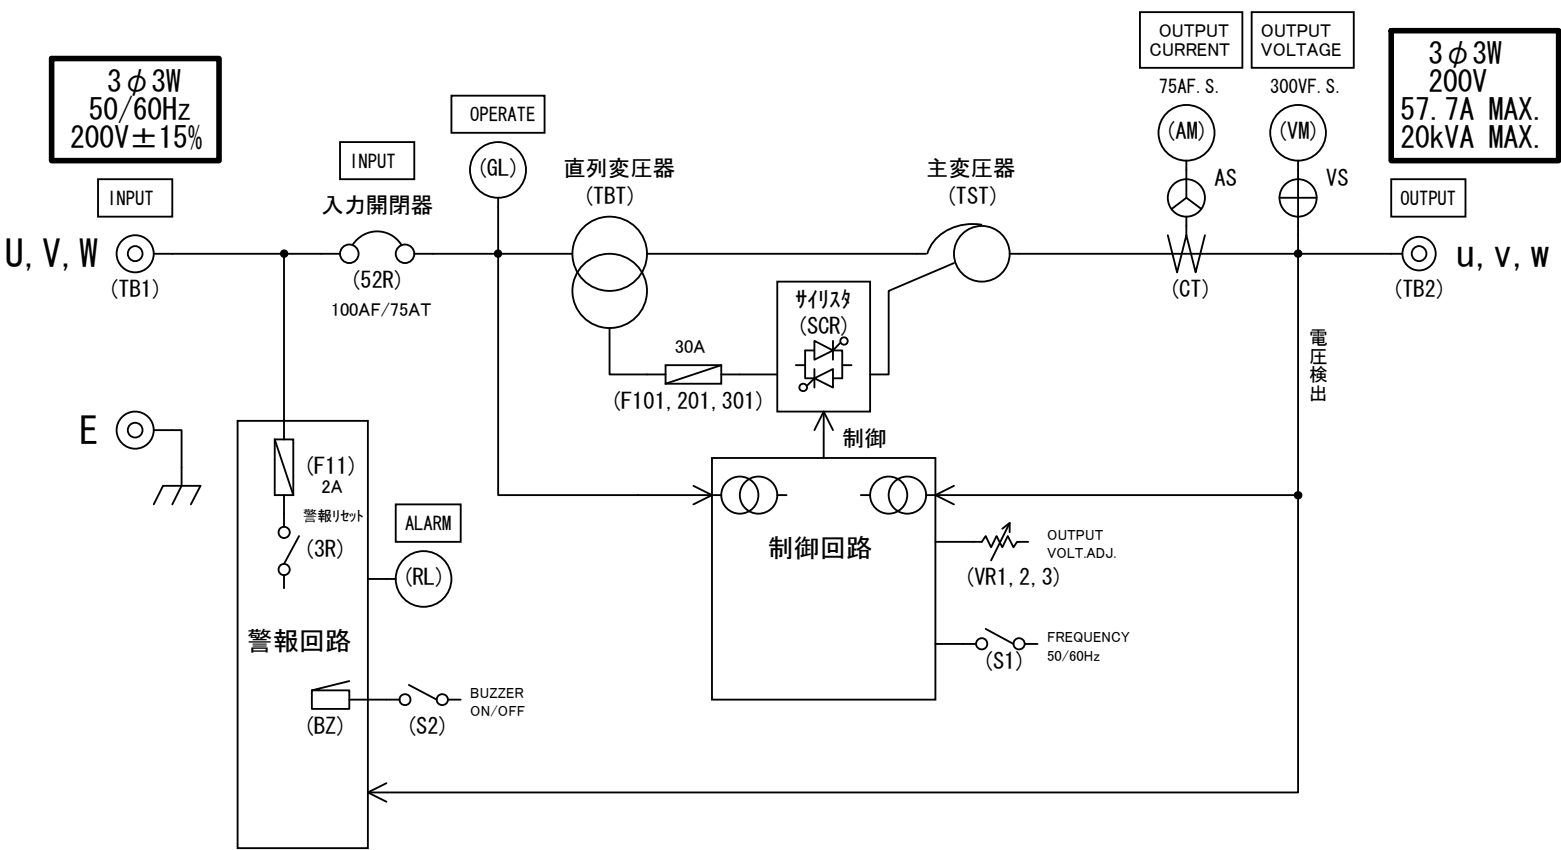 3φ3W
50/60Hz
200V±15%
INPUT
U, V, W
(TB1)
E
INPUT
入力開閉器
(52R)
100AF/75AT
OPERATE
(GL)
直列変圧器
(TBT)
主変圧器
(TST)
OUTPUT
CURRENT
75AF. S.
(AM)
AS
(CT)
OUTPUT
VOLTAGE
300VF. S.
(VM)
VS
3φ3W
200V
57. 7A MAX.
20kVA MAX.
OUTPUT
u, v, w
(TB2)
電圧検出
サイリスタ
(SCR)
30A
(F101, 201, 301)
制御
制御回路
OUTPUT
VOLT.ADJ.
(VR1, 2, 3)
FREQUENCY
50/60Hz
(S1)
(F11)
2A
警報リセット
(3R)
ALARM
(RL)
警報回路
(BZ)
(S2)
BUZZER
ON/OFF